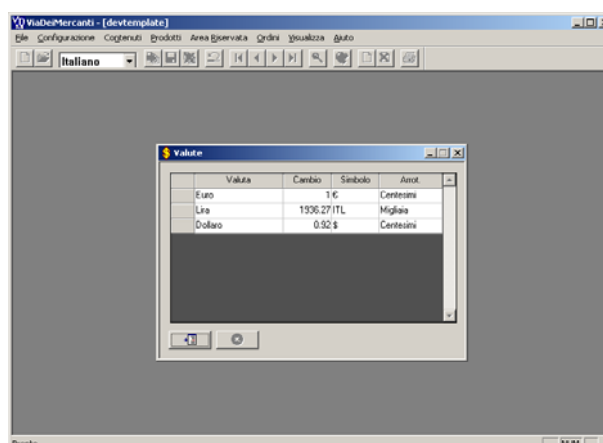 ViaDeiMercanti - [devtemplate]
File Configurazione Contenuti Prodotti Area Riservata Ordini Visualizza Aiuto
Italiano
Valute
Valuta Cambio Simbolo Arrot.
Euro 1 € Centesimi
Lira 1936.27 ITL Migliaia
Dollaro 0.92 $ Centesimi
NUM